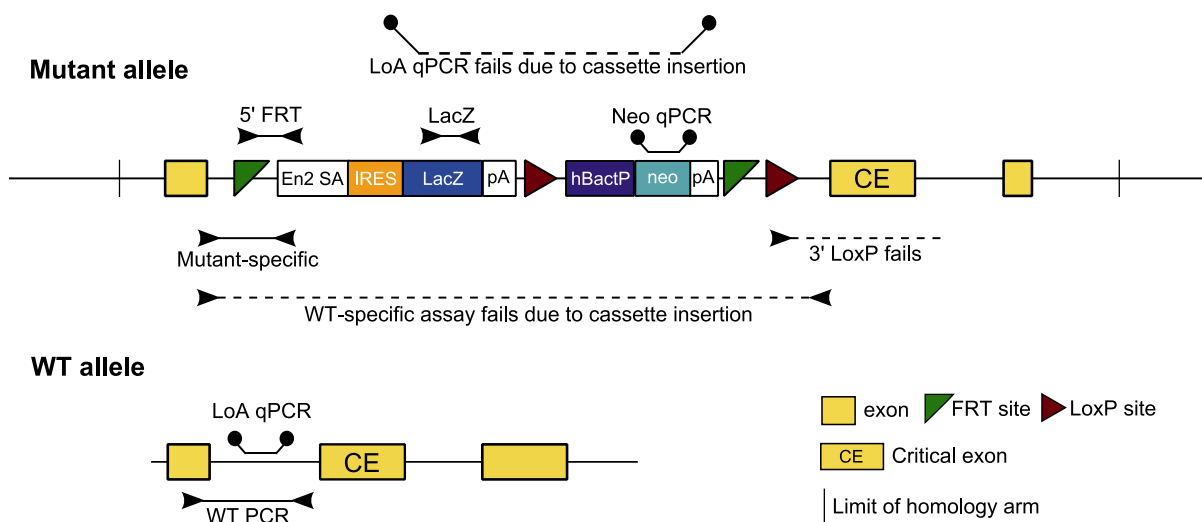 LoA qPCR fails due to cassette insertion
Mutant allele
5' FRT
LacZ
Neo qPCR
En2 SA
IRES
LacZ
pA
hBactP
neo
pA
CE
Mutant-specific
3' LoxP fails
WT-specific assay fails due to cassette insertion
WT allele
LoA qPCR
CE
WT PCR
exon
FRT site
LoxP site
CE
Critical exon
Limit of homology arm